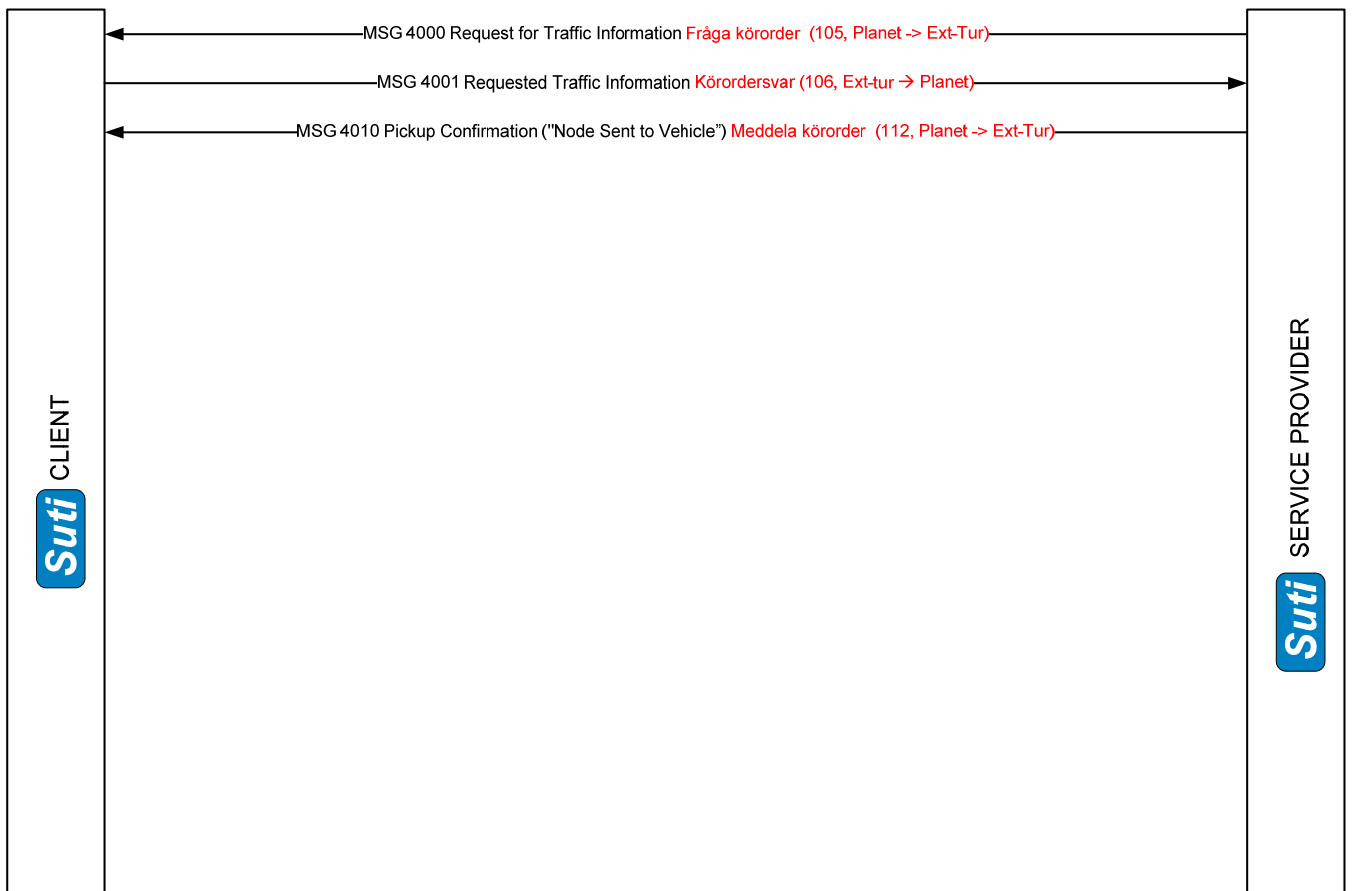 MSG 4000 Request for Traffic Information Fråga körorder (105, Planet -> Ext-Tur)
MSG 4001 Requested Traffic Information Körordersvar (106, Ext-tur → Planet)
MSG 4010 Pickup Confirmation ("Node Sent to Vehicle”) Meddela körorder (112, Planet -> Ext-Tur)
Suti CLIENT
Suti SERVICE PROVIDER